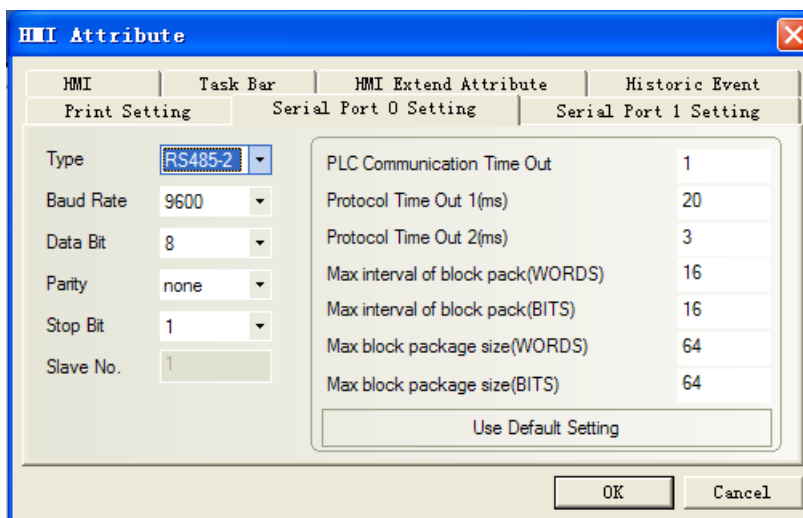 HMI Attribute
HMI Task Bar HMI Extend Attribute Historic Event
Print Setting Serial Port 0 Setting Serial Port 1 Setting
Type RS485-2
Baud Rate 9600
Data Bit 8
Parity none
Stop Bit 1
Slave No. 1
PLC Communication Time Out 1
Protocol Time Out 1(ms) 20
Protocol Time Out 2(ms) 3
Max interval of block pack(WORDS) 16
Max interval of block pack(BITS) 16
Max block package size(WORDS) 64
Max block package size(BITS) 64
Use Default Setting
OK Cancel